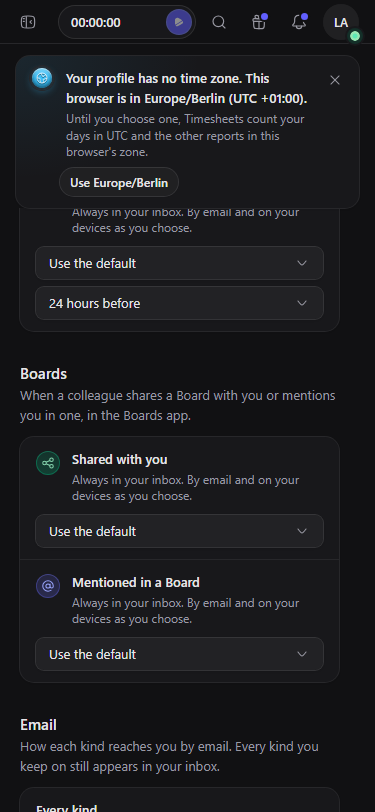 00:00:00
LA
Your profile has no time zone. This
browser is in Europe/Berlin (UTC +01:00).
Until you choose one, Timesheets count your
days in UTC and the other reports in this
browser's zone.
Use Europe/Berlin
Always in your inbox. By email and on your
devices as you choose.
Use the default
24 hours before
Boards
When a colleague shares a Board with you or mentions
you in one, in the Boards app.
Shared with you
Always in your inbox. By email and on your
devices as you choose.
Use the default
Mentioned in a Board
Always in your inbox. By email and on your
devices as you choose.
Use the default
Email
How each kind reaches you by email. Every kind you
keep on still appears in your inbox.
Every kind